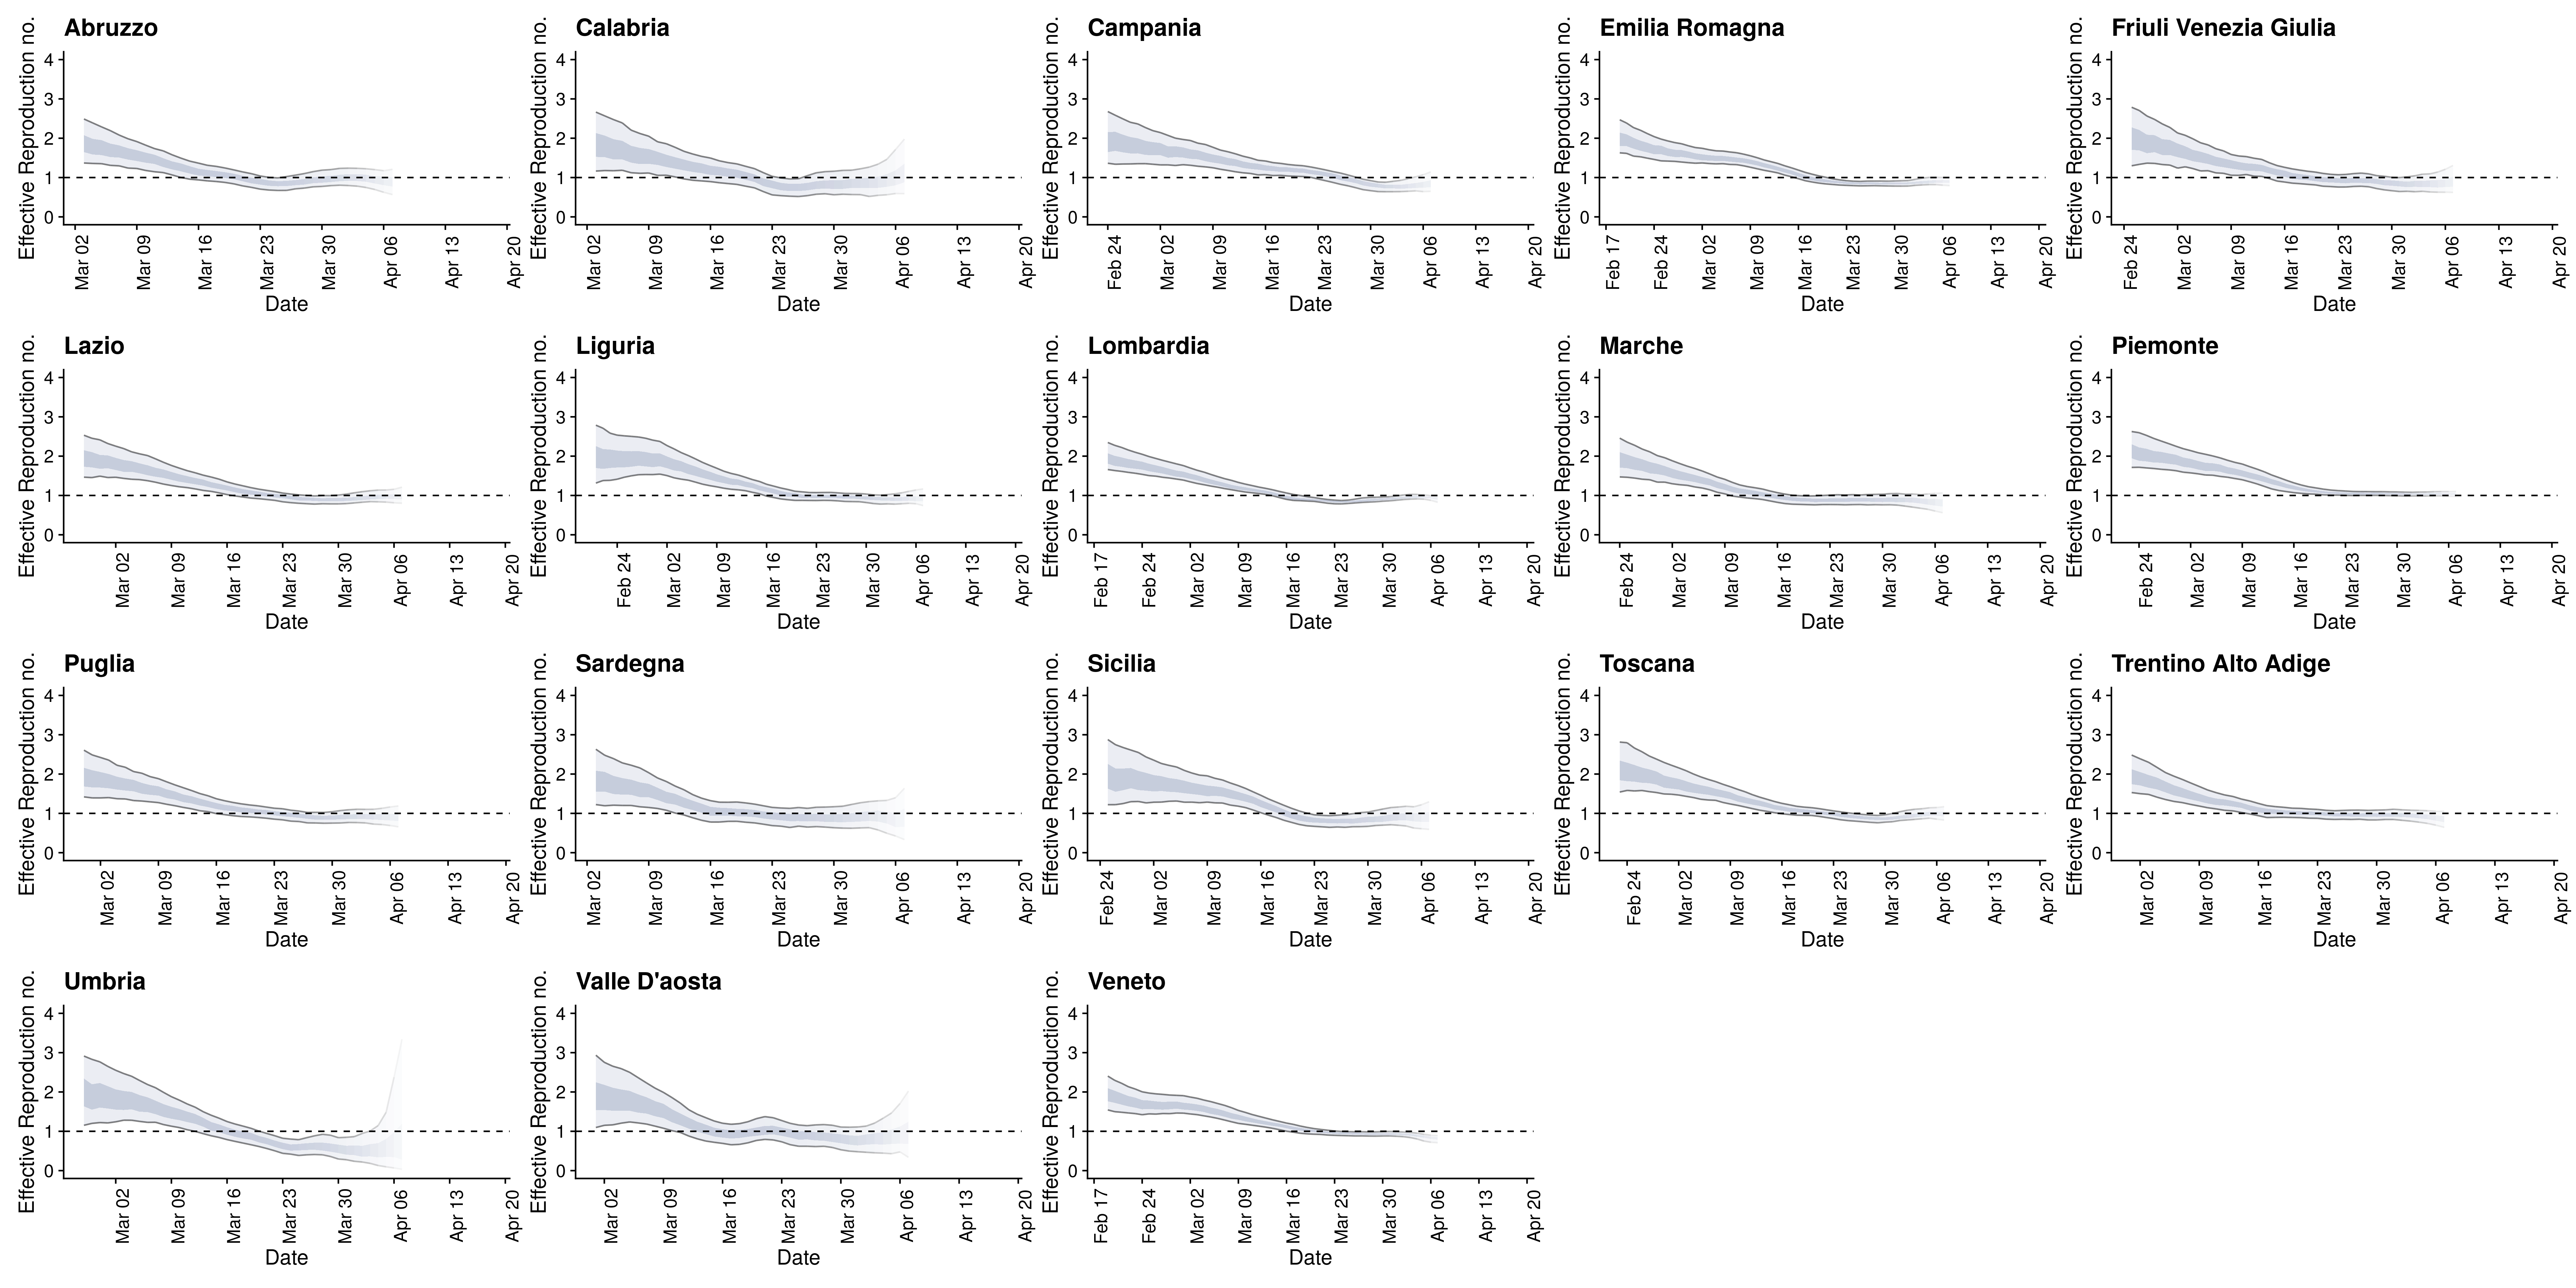 Abruzzo
Effective Reproduction no.
4
3
2
1
0
Mar 02 Mar 09 Mar 16 Mar 23 Mar 30 Apr 06 Apr 13 Apr 20
Date
Calabria
Effective Reproduction no.
4
3
2
1
0
Mar 02 Mar 09 Mar 16 Mar 23 Mar 30 Apr 06 Apr 13 Apr 20
Date
Campania
Effective Reproduction no.
4
3
2
1
0
Feb 24 Mar 02 Mar 09 Mar 16 Mar 23 Mar 30 Apr 06 Apr 13 Apr 20
Date
Emilia Romagna
Effective Reproduction no.
4
3
2
1
0
Feb 17 Feb 24 Mar 02 Mar 09 Mar 16 Mar 23 Mar 30 Apr 06 Apr 13 Apr 20
Date
Friuli Venezia Giulia
Effective Reproduction no.
4
3
2
1
0
Feb 24 Mar 02 Mar 09 Mar 16 Mar 23 Mar 30 Apr 06 Apr 13 Apr 20
Date
Lazio
Effective Reproduction no.
4
3
2
1
0
Mar 02 Mar 09 Mar 16 Mar 23 Mar 30 Apr 06 Apr 13 Apr 20
Date
Liguria
Effective Reproduction no.
4
3
2
1
0
Feb 24 Mar 02 Mar 09 Mar 16 Mar 23 Mar 30 Apr 06 Apr 13 Apr 20
Date
Lombardia
Effective Reproduction no.
4
3
2
1
0
Feb 17 Feb 24 Mar 02 Mar 09 Mar 16 Mar 23 Mar 30 Apr 06 Apr 13 Apr 20
Date
Marche
Effective Reproduction no.
4
3
2
1
0
Feb 24 Mar 02 Mar 09 Mar 16 Mar 23 Mar 30 Apr 06 Apr 13 Apr 20
Date
Piemonte
Effective Reproduction no.
4
3
2
1
0
Feb 24 Mar 02 Mar 09 Mar 16 Mar 23 Mar 30 Apr 06 Apr 13 Apr 20
Date
Puglia
Effective Reproduction no.
4
3
2
1
0
Mar 02 Mar 09 Mar 16 Mar 23 Mar 30 Apr 06 Apr 13 Apr 20
Date
Sardegna
Effective Reproduction no.
4
3
2
1
0
Mar 02 Mar 09 Mar 16 Mar 23 Mar 30 Apr 06 Apr 13 Apr 20
Date
Sicilia
Effective Reproduction no.
4
3
2
1
0
Feb 24 Mar 02 Mar 09 Mar 16 Mar 23 Mar 30 Apr 06 Apr 13 Apr 20
Date
Toscana
Effective Reproduction no.
4
3
2
1
0
Feb 24 Mar 02 Mar 09 Mar 16 Mar 23 Mar 30 Apr 06 Apr 13 Apr 20
Date
Trentino Alto Adige
Effective Reproduction no.
4
3
2
1
0
Mar 02 Mar 09 Mar 16 Mar 23 Mar 30 Apr 06 Apr 13 Apr 20
Date
Umbria
Effective Reproduction no.
4
3
2
1
0
Mar 02 Mar 09 Mar 16 Mar 23 Mar 30 Apr 06 Apr 13 Apr 20
Date
Valle D'aosta
Effective Reproduction no.
4
3
2
1
0
Mar 02 Mar 09 Mar 16 Mar 23 Mar 30 Apr 06 Apr 13 Apr 20
Date
Veneto
Effective Reproduction no.
4
3
2
1
0
Feb 17 Feb 24 Mar 02 Mar 09 Mar 16 Mar 23 Mar 30 Apr 06 Apr 13 Apr 20
Date